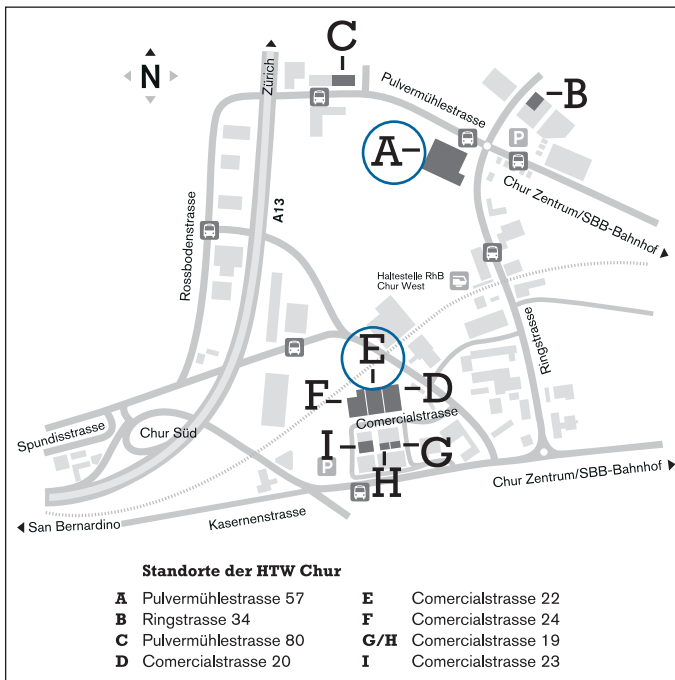 C
N
Zürich
Pulvermühlestrasse
B
A
P
Chur Zentrum/SBB-Bahnhof
A13
Rossbodenstrasse
Haltestelle RhB
Chur West
Ringstrasse
E
D
F
Comercialstrasse
Spundisstrasse
Chur Süd
I
G
P
H
Chur Zentrum/SBB-Bahnhof
San Bernardino
Kasernenstrasse
Standorte der HTW Chur
A Pulvermühlestrasse 57
B Ringstrasse 34
C Pulvermühlestrasse 80
D Comercialstrasse 20
E Comercialstrasse 22
F Comercialstrasse 24
G/H Comercialstrasse 19
I Comercialstrasse 23